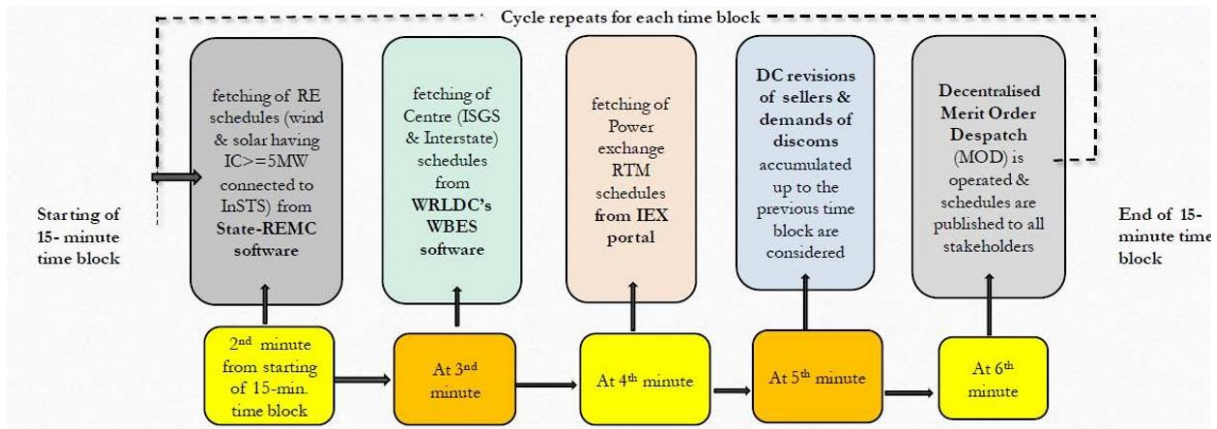 Cycle repeats for each time block
Starting of
15- minute
time block
fetching of RE
schedules (wind
& solar having
IC>=5MW
connected to
InSTS) from
State-REMC
software
fetching of
Centre (ISGS
& Interstate)
schedules
from
WRLDC's
WBES
software
fetching of
Power
exchange
RTM
schedules
from IEX
portal
DC revisions
of sellers &
demands of
discoms
accumulated
up to the
previous time
block are
considered
Decentralised
Merit Order
Despatch
(MOD) is
operated &
schedules are
published to all
stakeholders
End of 15-
minute time
block
2nd minute
from starting
of 15-min.
time block
At 3nd
minute
At 4th minute
At 5th minute
At 6th
minute